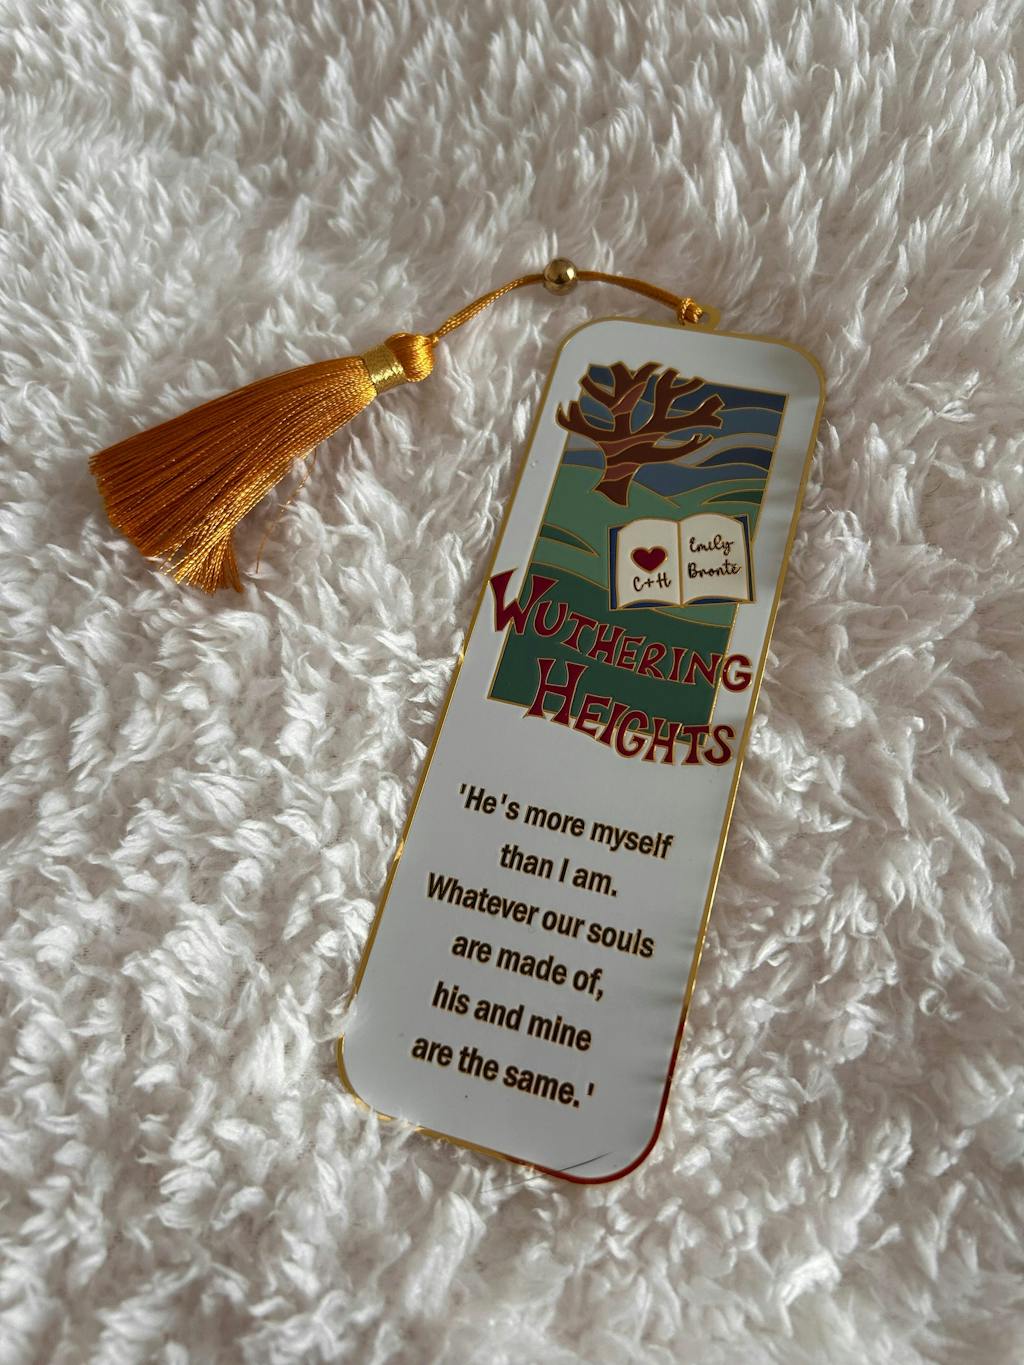 C+H
Emily
Brontë
WUTHERING
HEIGHTS
'He's more myself
than I am.
Whatever our souls
are made of,
his and mine
are the same.'